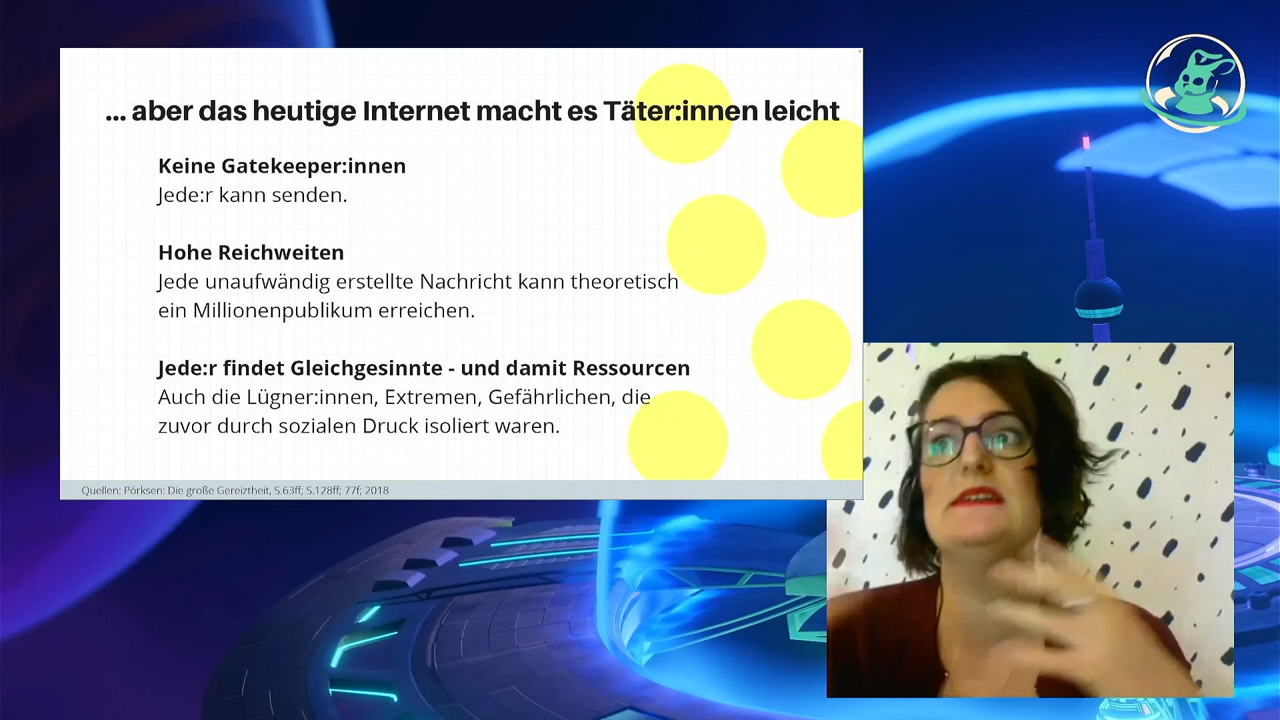 ... aber das heutige Internet macht es Täter:innen leicht
Keine Gatekeeper:innen
Jede:r kann senden.
Hohe Reichweiten
Jede unaufwändig erstellte Nachricht kann theoretisch
ein Millionenpublikum erreichen.
Jede:r findet Gleichgesinnte - und damit Ressourcen
Auch die Lügner:innen, Extremen, Gefährlichen, die
zuvor durch sozialen Druck isoliert waren.
Quellen: Pörksen: Die große Gereiztheit, S.63ff; S.128ff; 77f; 2018